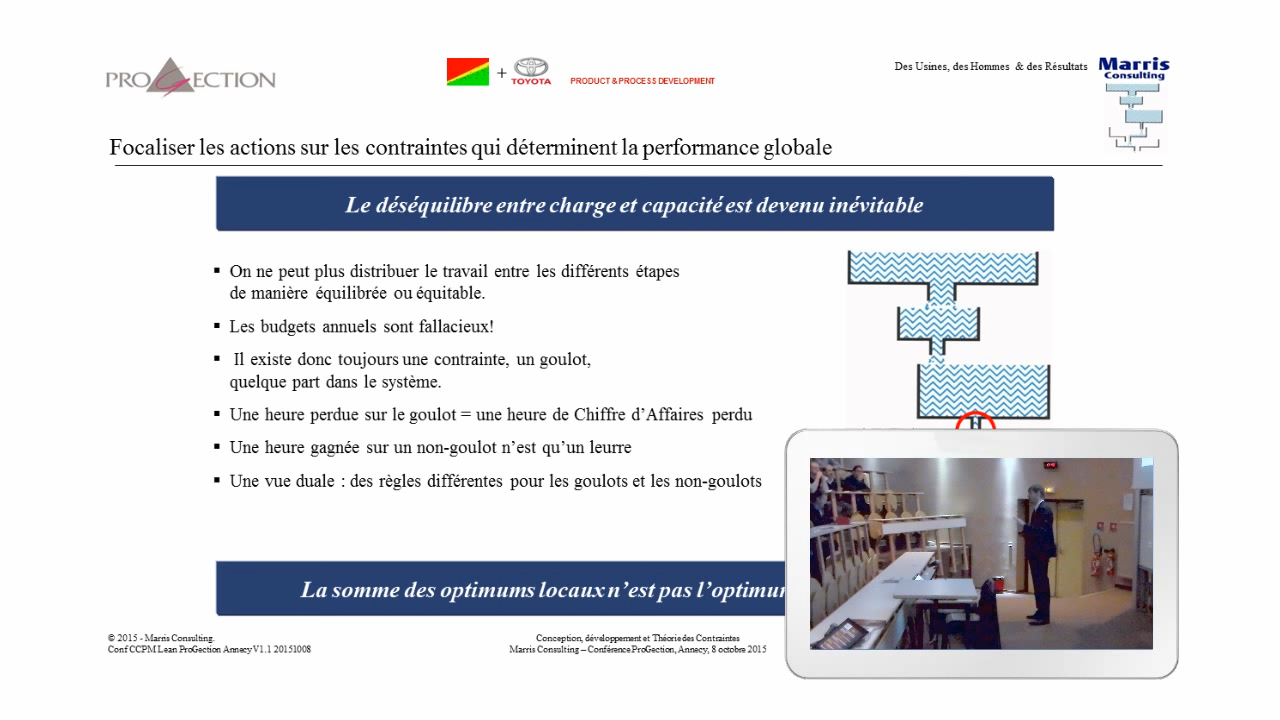 PROGECTION
+
TOYOTA
PRODUCT & PROCESS DEVELOPMENT
Des Usines, des Hommes & des Résultats
Marris
Consulting
Focaliser les actions sur les contraintes qui déterminent la performance globale
Le déséquilibre entre charge et capacité est devenu inévitable
▪ On ne peut plus distribuer le travail entre les différents étapes
de manière équilibrée ou équitable.
▪ Les budgets annuels sont fallacieux!
▪ Il existe donc toujours une contrainte, un goulot,
quelque part dans le système.
▪ Une heure perdue sur le goulot = une heure de Chiffre d’Affaires perdu
▪ Une heure gagnée sur un non-goulot n’est qu’un leurre
▪ Une vue duale : des règles différentes pour les goulots et les non-goulots
La somme des optimums locaux n’est pas l’optimu
© 2015 - Marris Consulting.
Conf CCPM Lean ProGection Annecy V1.1 20151008
Conception, développement et Théorie des Contraintes
Marris Consulting – Conférence ProGection, Annecy, 8 octobre 2015